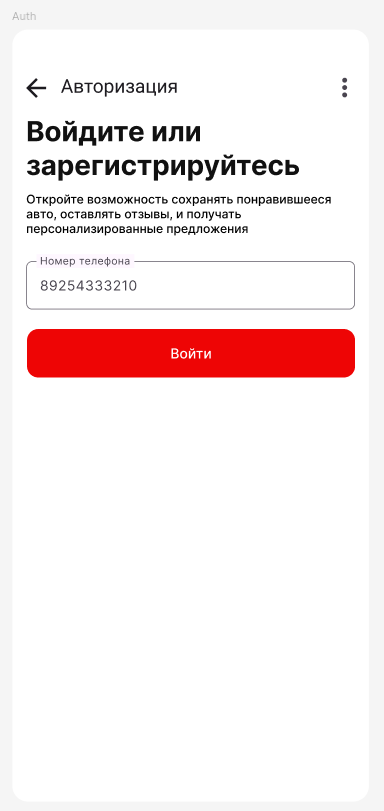 Auth
Авторизация
Войдите или
зарегистрируйтесь
Откройте возможность сохранять понравившееся
авто, оставлять отзывы, и получать
персонализированные предложения
Номер телефона
89254333210
Войти